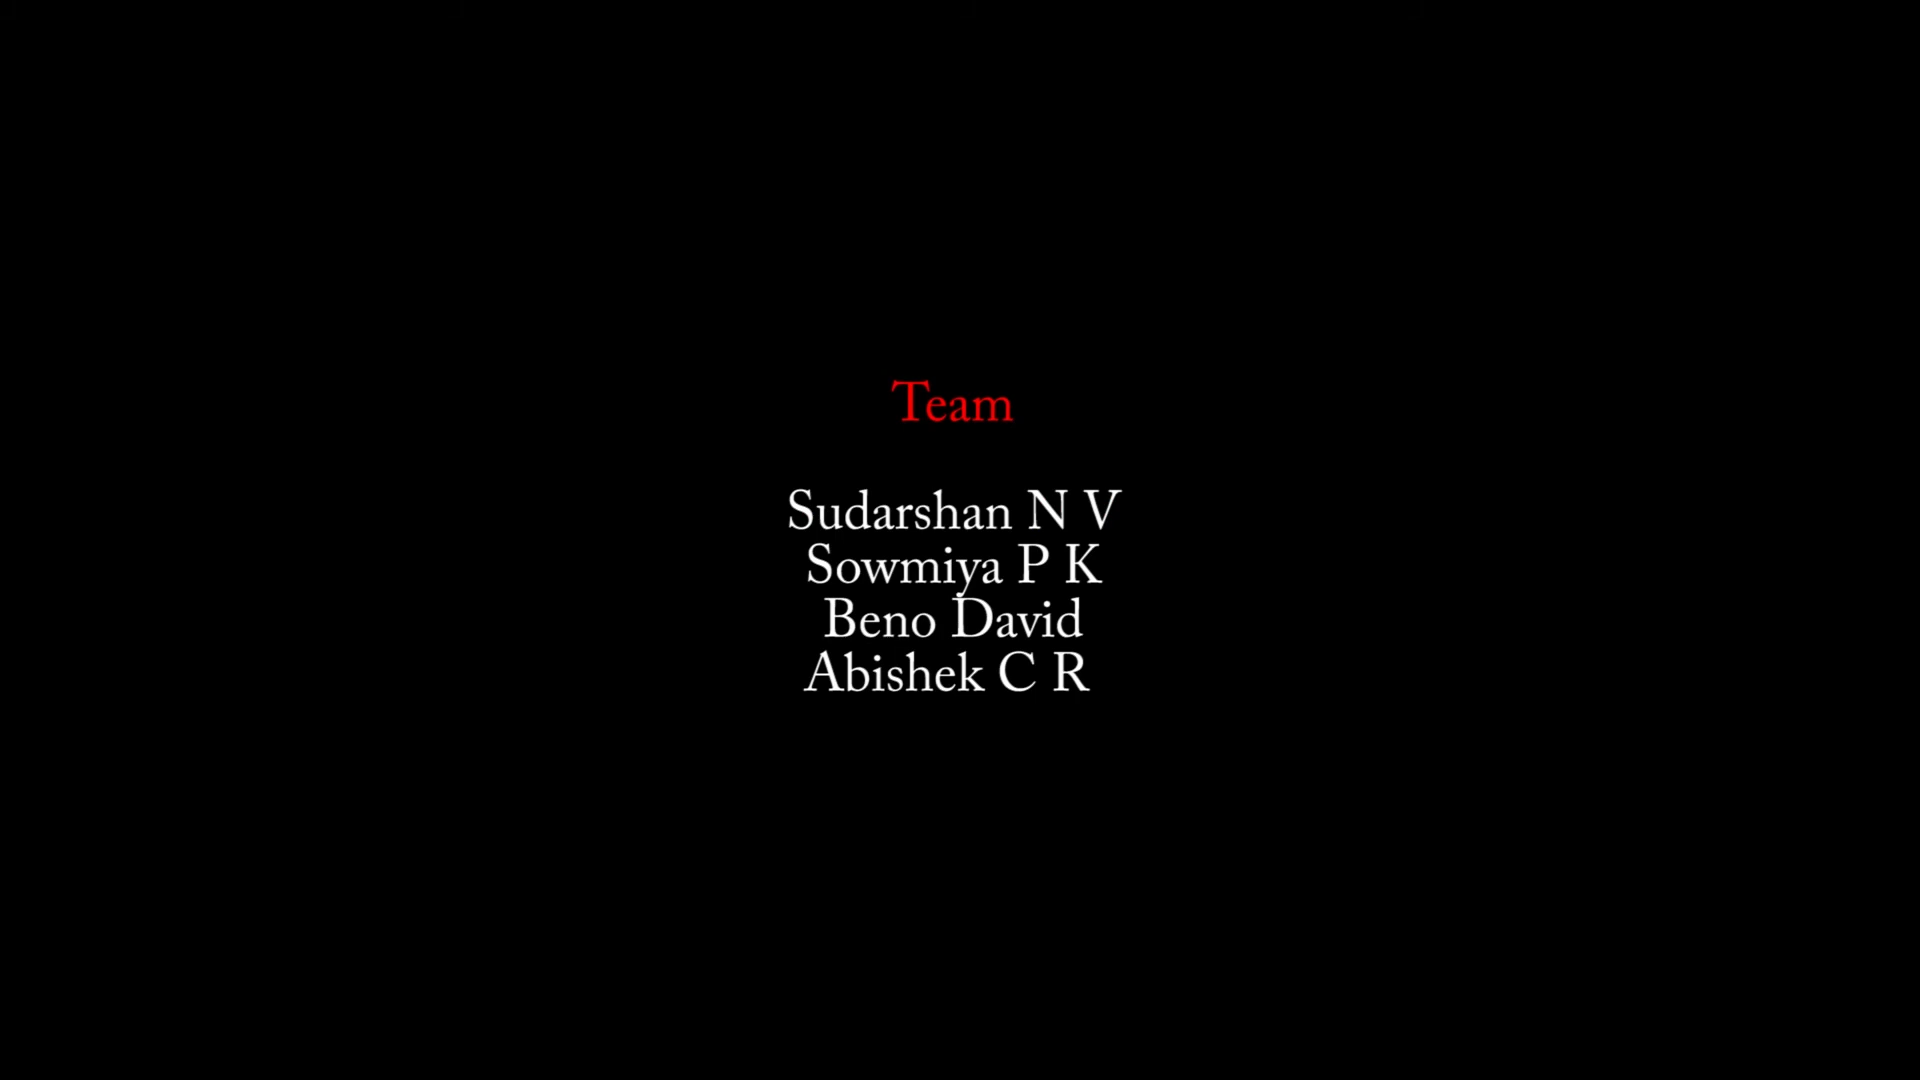 Team
Sudarshan N V
Sowmiya P K
Beno David
Abishek C R